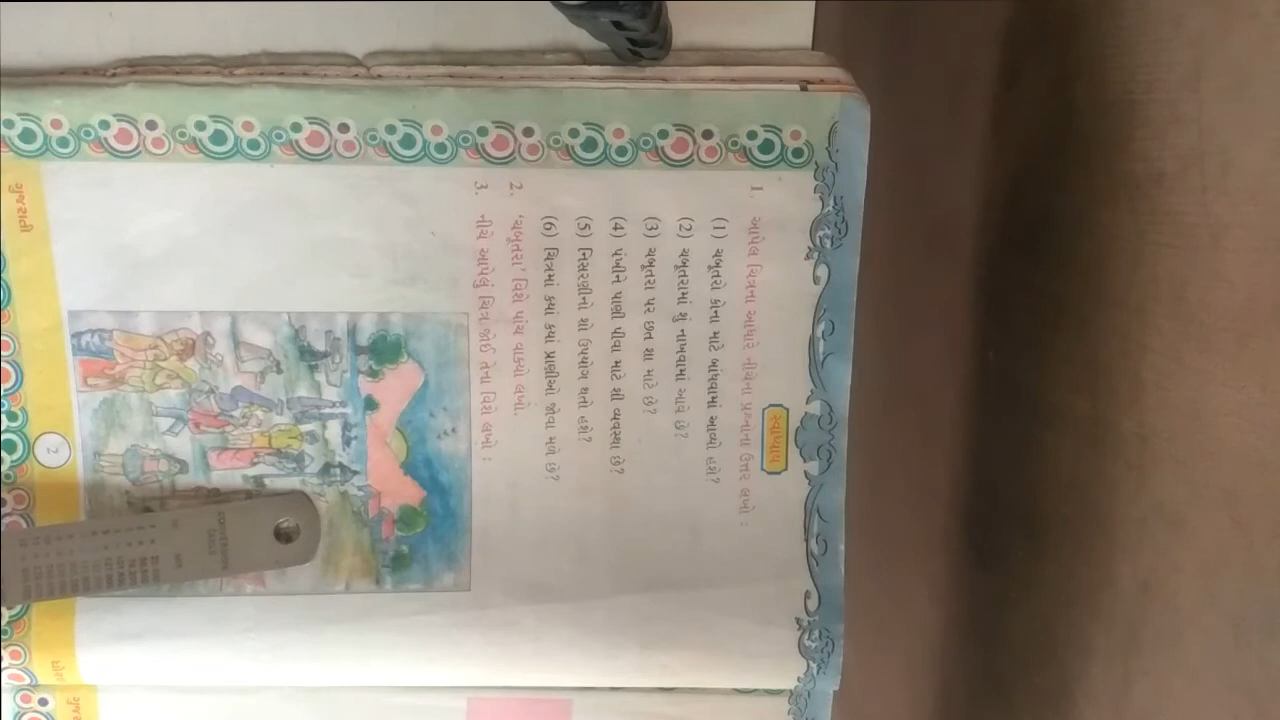 સ્વાધ્યાય
1. આપેલ ચિત્રના આધારે નીચેના પ્રશ્નોના ઉત્તર લખો :
(1) ચબૂતરો કોના માટે બાંધવામાં આવ્યો હશે?
(2) ચબૂતરામાં શું નાખવામાં આવે છે?
(3) ચબૂતરા પર છત શા માટે છે?
(4) પંખીને પાણી પીવા માટે શી વ્યવસ્થા છે?
(5) નિસરણીનો શો ઉપયોગ થતો હશે?
(6) ચિત્રમાં ક્યાં ક્યાં પ્રાણીઓ જોવા મળે છે?
2. ‘ચબૂતરા’ વિશે પાંચ વાક્યો લખો.
3. નીચે આપેલું ચિત્ર જોઈ તેના વિશે લખો :
CONVERSION
TABLE
ગુજરાતી
2